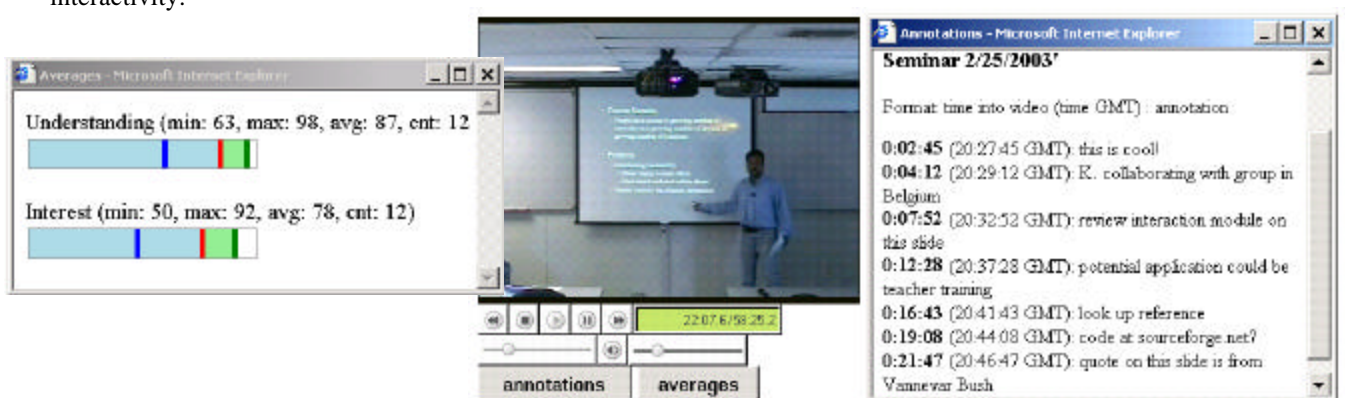 interactivity.
Averages - Microsoft Internet Explorer
Understanding (min: 63, max: 98, avg: 87, cnt: 12
Interest (min: 50, max: 92, avg: 78, cnt: 12)
22:07.6/58:25.2
annotations
averages
Annotations - Microsoft Internet Explorer
Seminar 2/25/2003'
Format: time into video (time GMT) : annotation
0:02:45 (20:27:45 GMT): this is cool!
0:04:12 (20:29:12 GMT): K. collaborating with group in
Belgium
0:07:52 (20:32:52 GMT): review interaction module on
this slide
0:12:28 (20:37:28 GMT): potential application could be
teacher training
0:16:43 (20:41:43 GMT): look up reference
0:19:08 (20:44:08 GMT): code at sourceforge.net?
0:21:47 (20:46:47 GMT): quote on this slide is from
Vannevar Bush